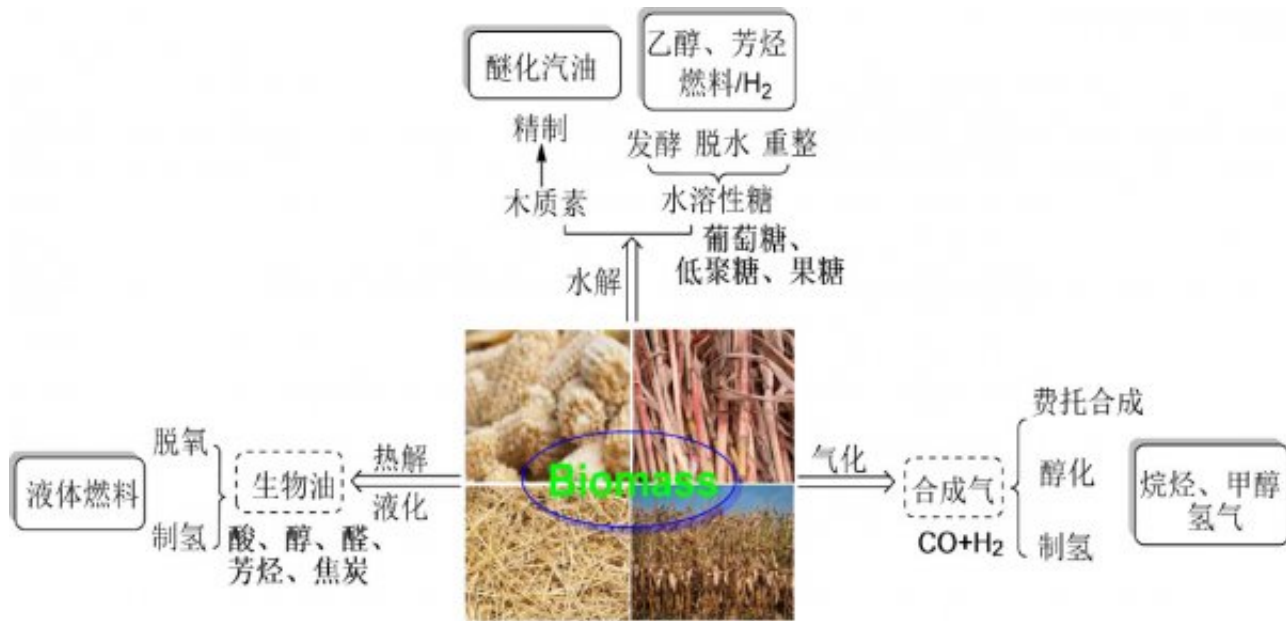 醚化汽油
乙醇、芳烃
燃料/H₂
精制
发酵 脱水 重整
木质素
水溶性糖
葡萄糖、
低聚糖、果糖
水解
Biomass
热解
液化
生物油
酸、醇、醛、
芳烃、焦炭
脱氧
制氢
液体燃料
气化
合成气
CO+H₂
费托合成
醇化
制氢
烷烃、甲醇
氢气